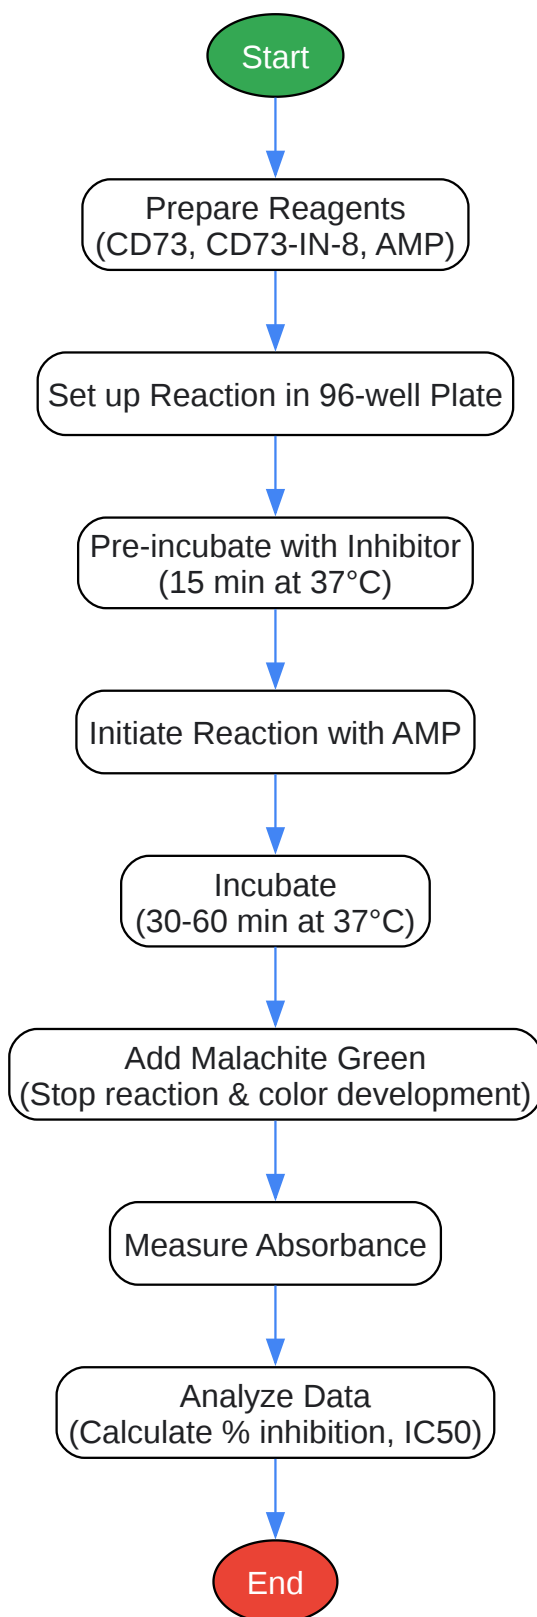 Start
Prepare Reagents
(CD73, CD73-IN-8, AMP)
Set up Reaction in 96-well Plate
Pre-incubate with Inhibitor
(15 min at 37°C)
Initiate Reaction with AMP
Incubate
(30-60 min at 37°C)
Add Malachite Green
(Stop reaction & color development)
Measure Absorbance
Analyze Data
(Calculate % inhibition, IC50)
End